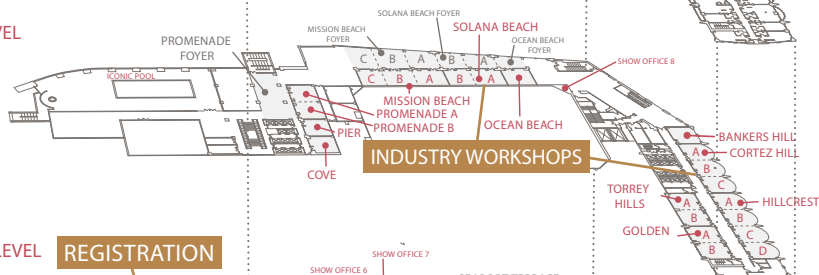 VEL
SOLANA BEACH FOYER
MISSION BEACH
FOYER
SOLANA BEACH
PROMENADE
FOYER
OCEAN BEACH
FOYER
C B A B A
SHOW OFFICE 8
ICONIC POOL
C B A B A
MISSION BEACH
PROMENADE A
PROMENADE B
OCEAN BEACH
PIER
BANKERS HILL
INDUSTRY WORKSHOPS
A CORTEZ HILL
B
COVE
C
TORREY
HILLS
A
A HILLCREST
B
B
GOLDEN
A
C
B
D
LEVEL
REGISTRATION
SHOW OFFICE 7
SHOW OFFICE 6